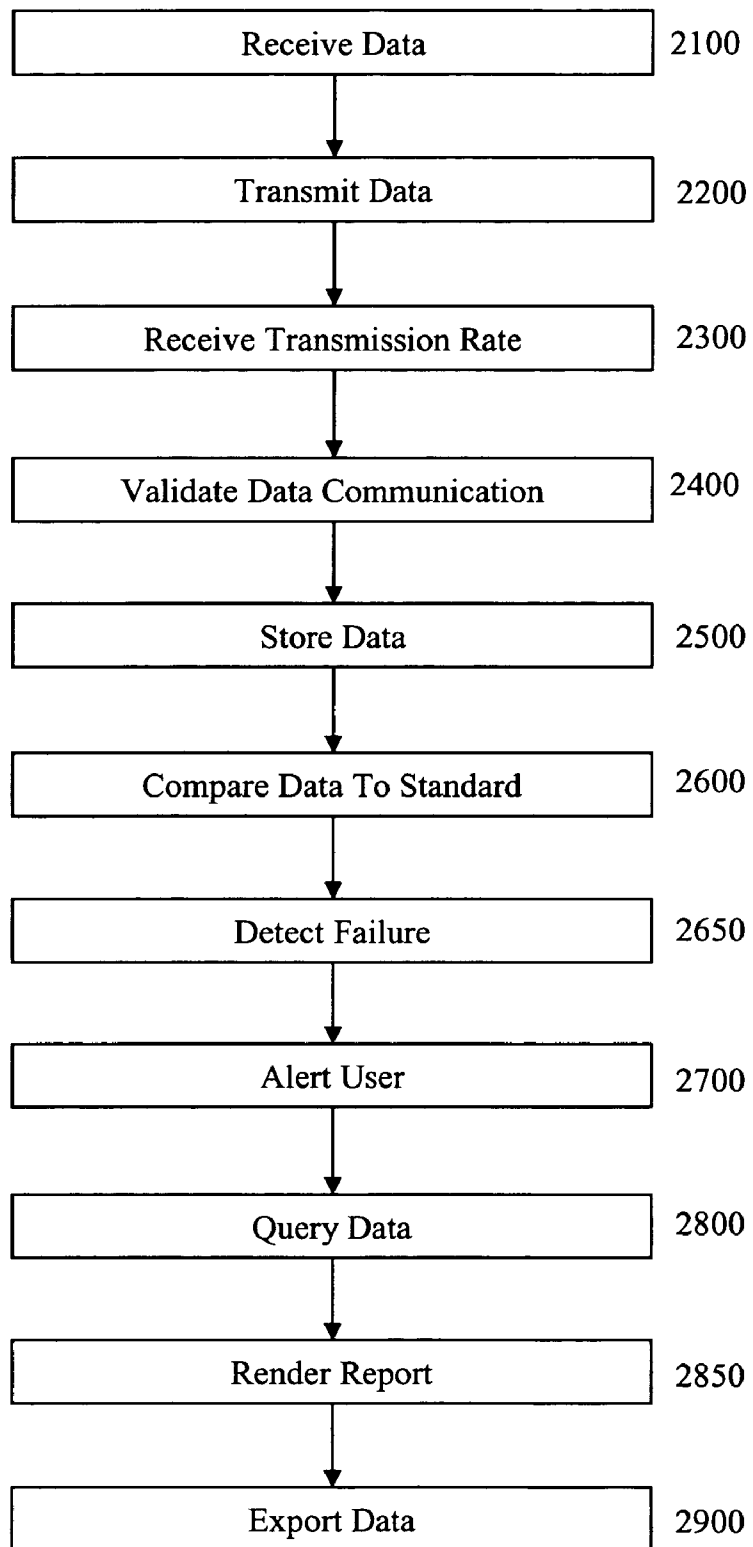 Receive Data 2100
Transmit Data 2200
Receive Transmission Rate 2300
Validate Data Communication 2400
Store Data 2500
Compare Data To Standard 2600
Detect Failure 2650
Alert User 2700
Query Data 2800
Render Report 2850
Export Data 2900